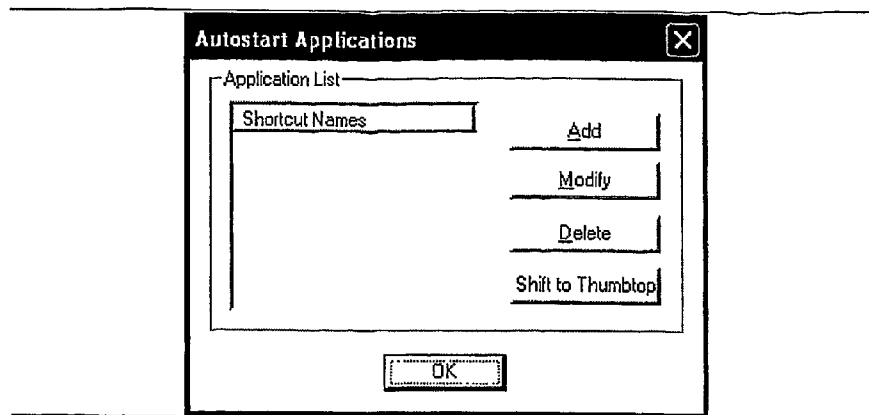 Autostart Applications
Application List
Shortcut Names
Add
Modify
Delete
Shift to Thumbtop
OK